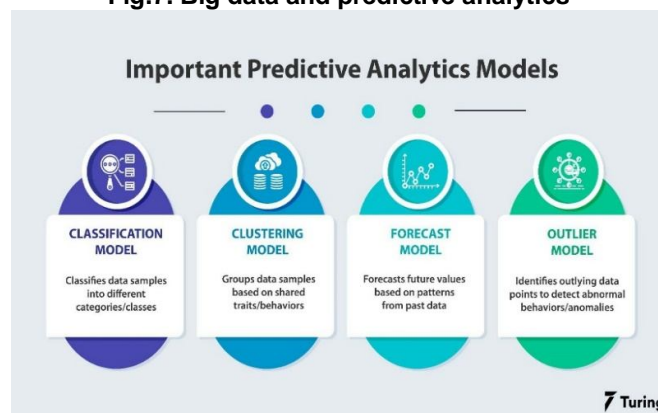 Fig.7. Big data and predictive analytics
Important Predictive Analytics Models
CLASSIFICATION
MODEL
Classifies data samples
into different
categories/classes
CLUSTERING
MODEL
Groups data samples
based on shared
traits/behaviors
FORECAST
MODEL
Forecasts future values
based on patterns
from past data
OUTLIER
MODEL
Identifies outlying data
points to detect abnormal
behaviors/anomalies
Turing